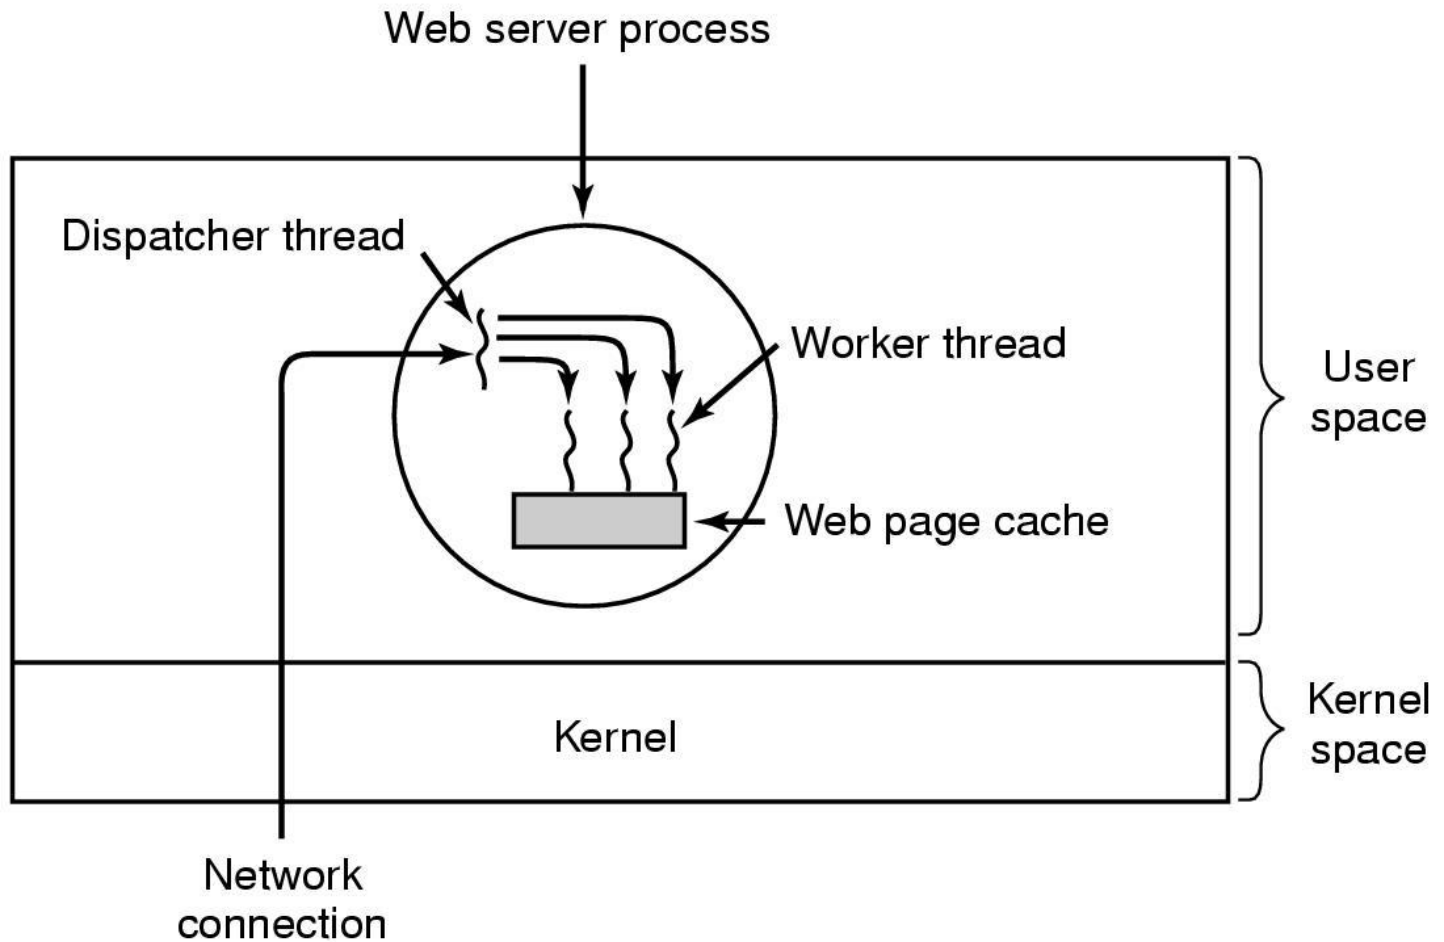 Web server process
Dispatcher thread
Worker thread
User
space
Web page cache
Kernel
Kernel
space
Network
connection